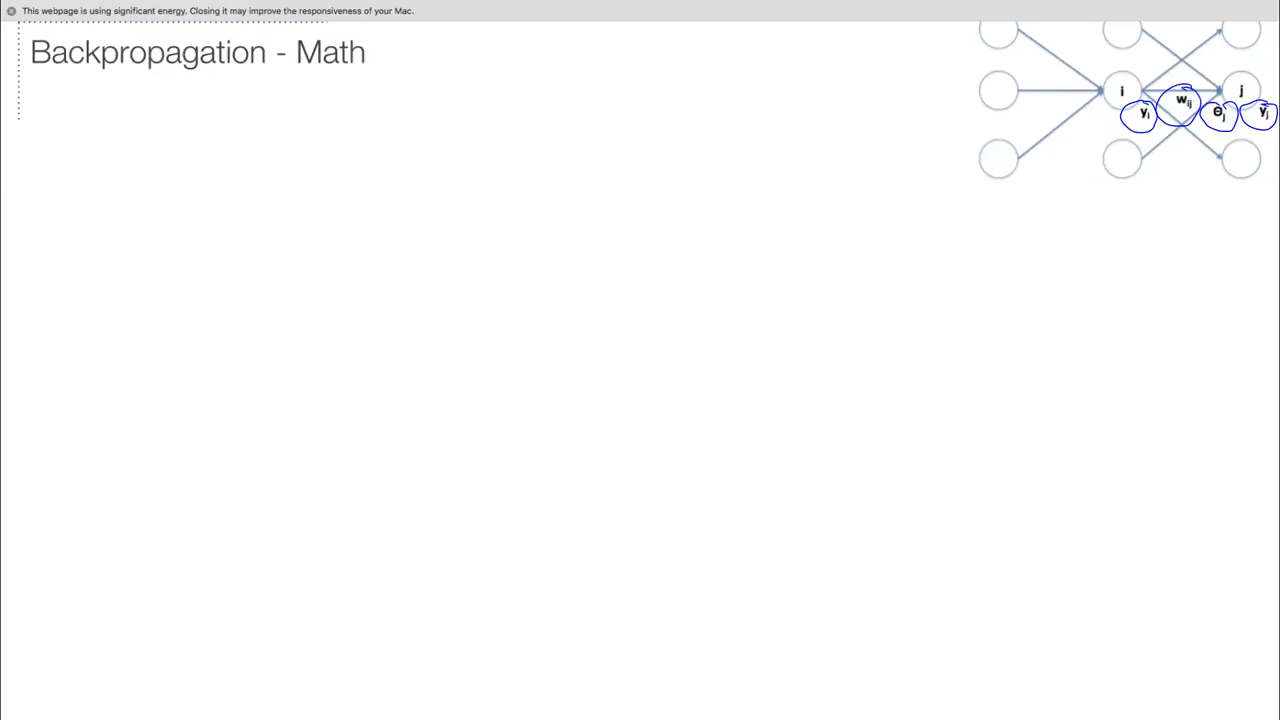 This webpage is using significant energy. Closing it may improve the responsiveness of your Mac.
Backpropagation - Math
i
j
yi
wij
Θj
yj